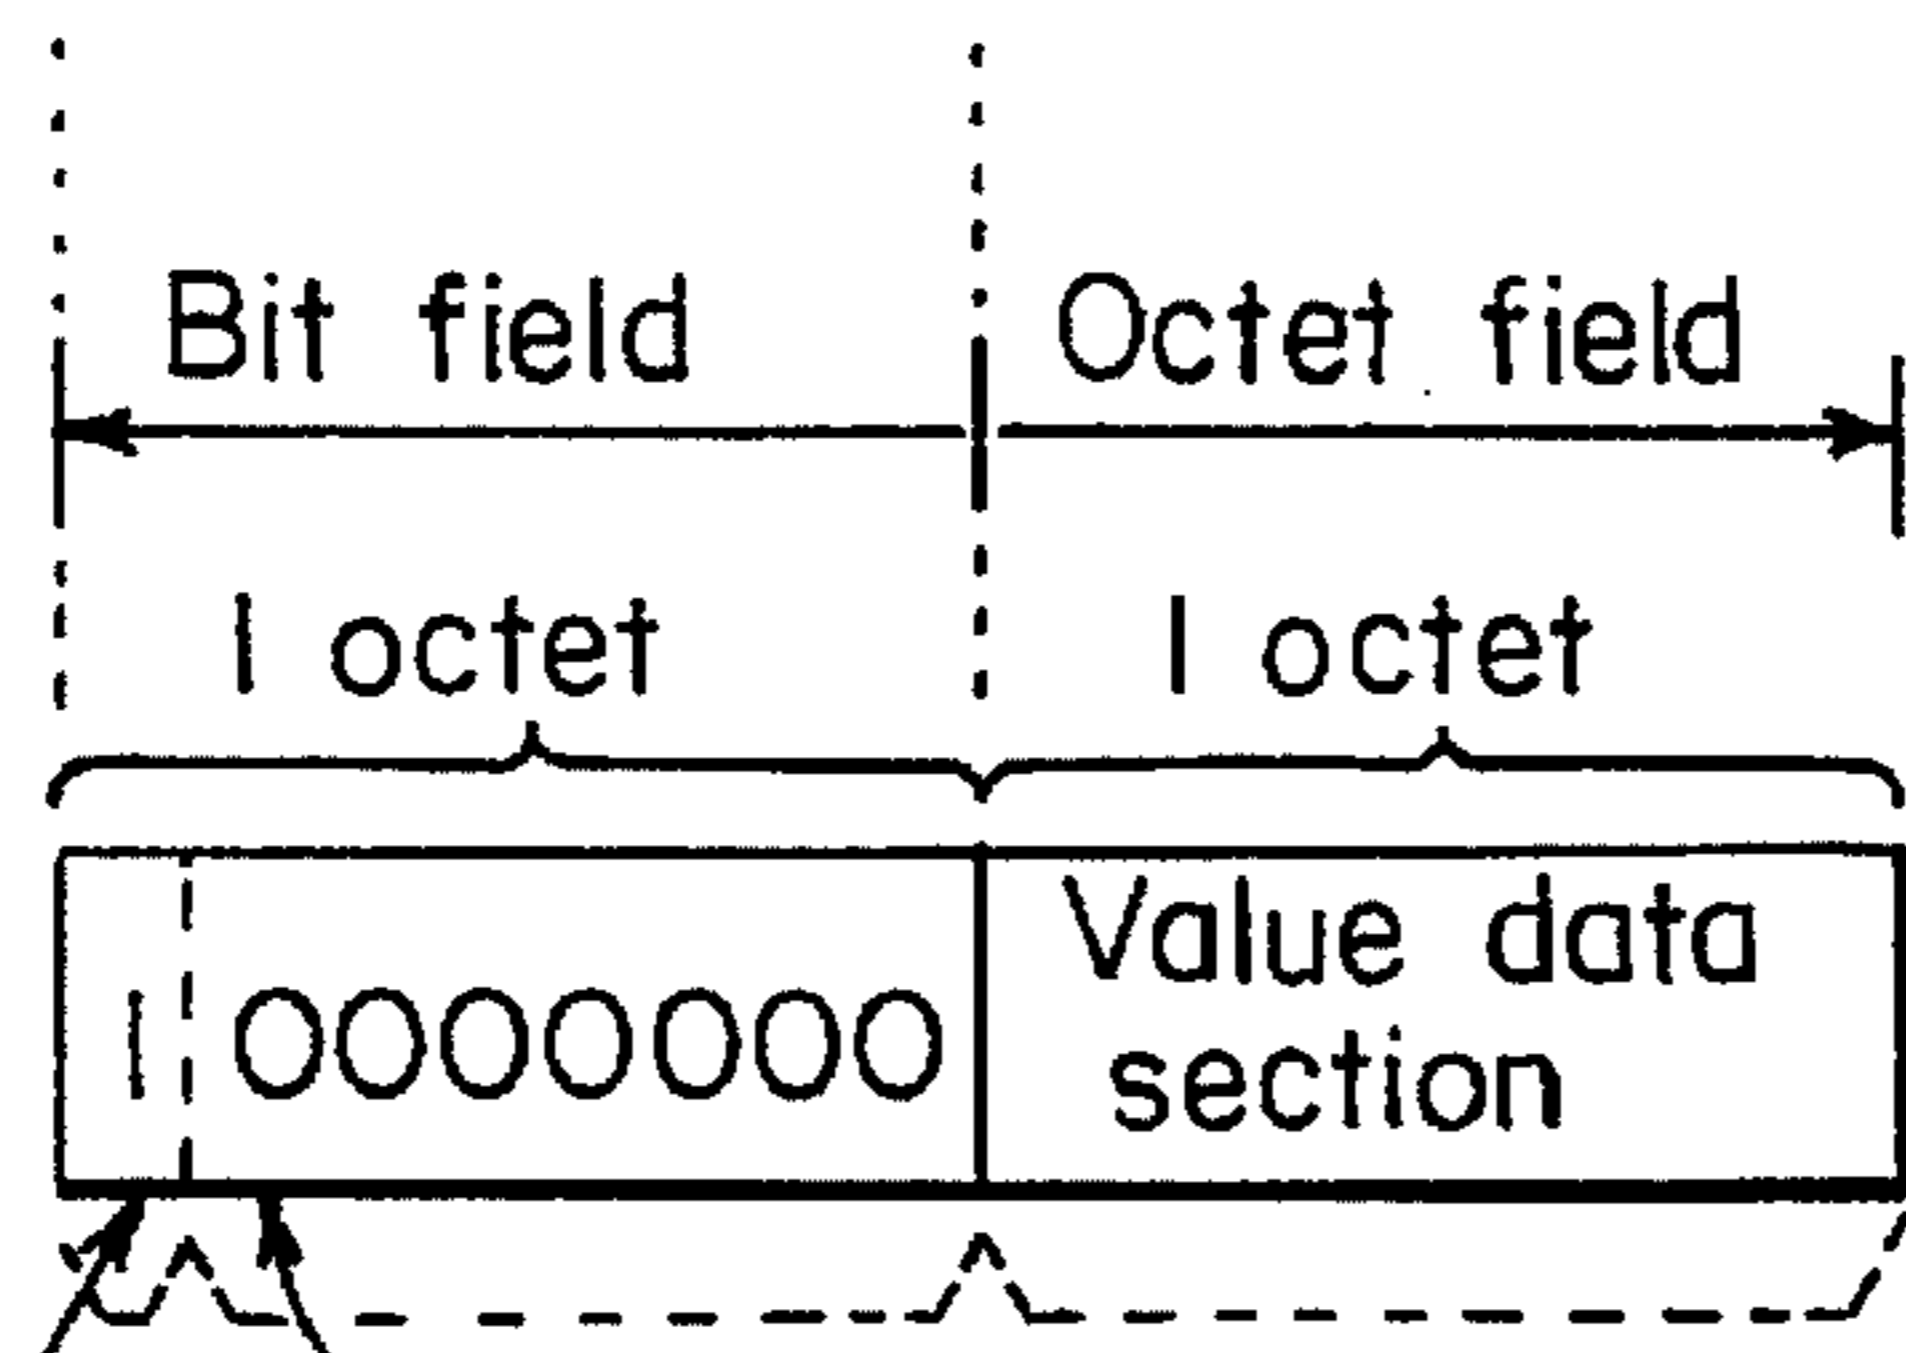 Bit field Octet field
1 octet 1 octet
1 0000000 Value data
section